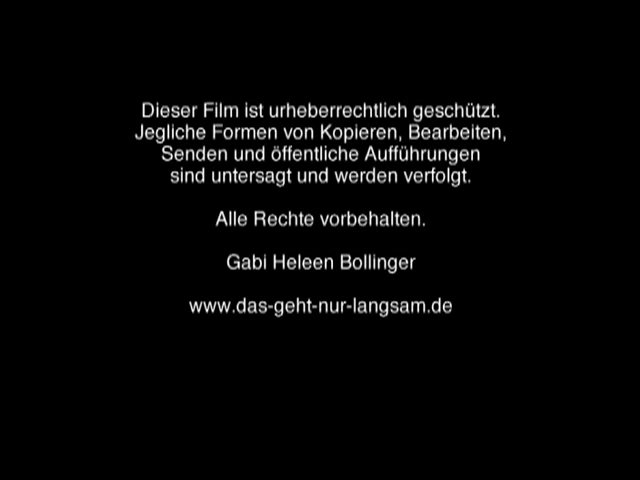 Dieser Film ist urheberrechtlich geschützt.
Jegliche Formen von Kopieren, Bearbeiten,
Senden und öffentliche Aufführungen
sind untersagt und werden verfolgt.
Alle Rechte vorbehalten.
Gabi Heleen Bollinger
www.das-geht-nur-langsam.de